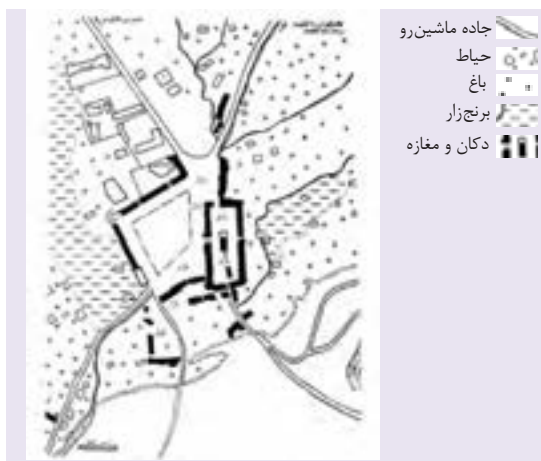 جاده ماشین‌رو
حیاط
باغ
برنج‌زار
دکان و مغازه